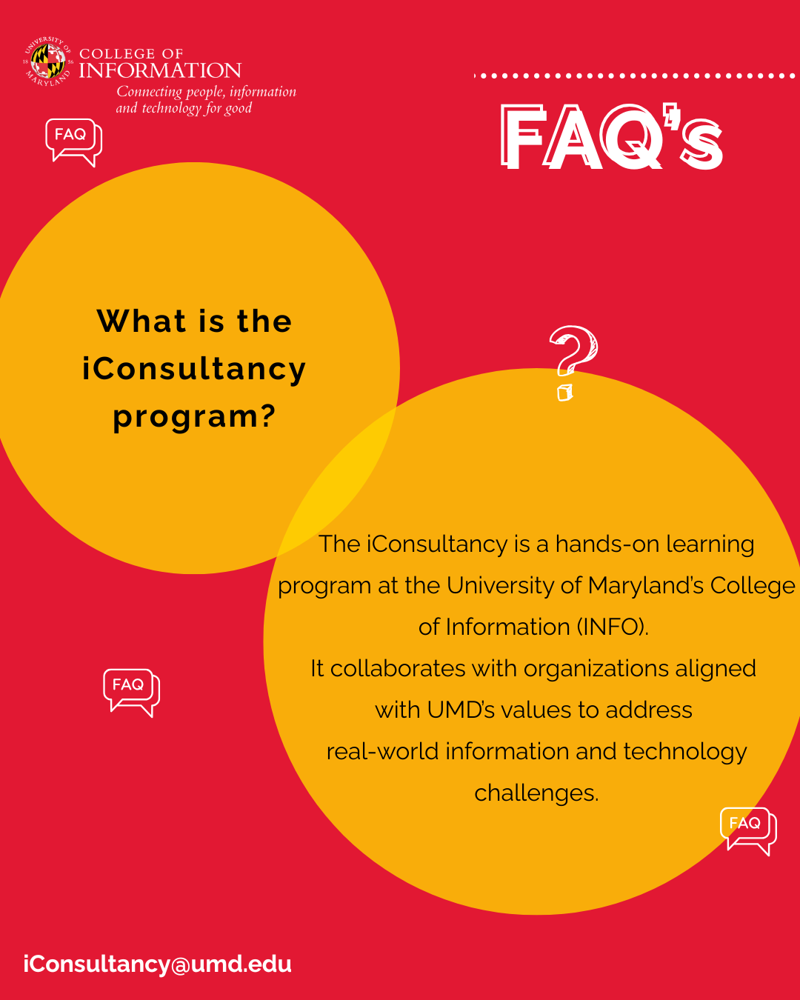 UNIVERSITY OF
18 56
MARYLAND
COLLEGE OF
INFORMATION
Connecting people, information
and technology for good
FAQ
FAQ's
What is the
iConsultancy
program?
?
The iConsultancy is a hands-on learning
program at the University of Maryland’s College
of Information (INFO).
It collaborates with organizations aligned
with UMD’s values to address
real-world information and technology
challenges.
FAQ
FAQ
iConsultancy@umd.edu